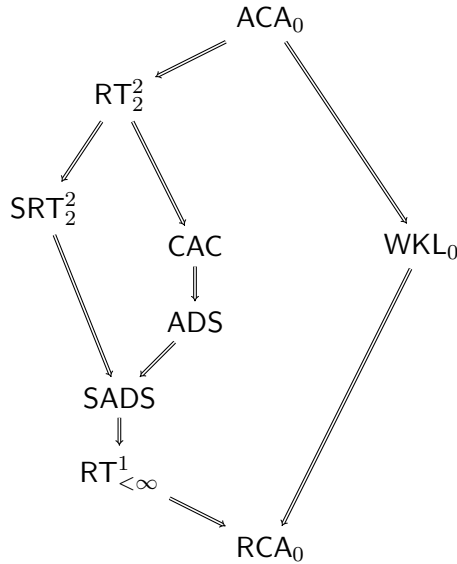 ACA₀
RT²₂
SRT²₂
CAC
WKL₀
ADS
SADS
RT¹<∞
RCA₀